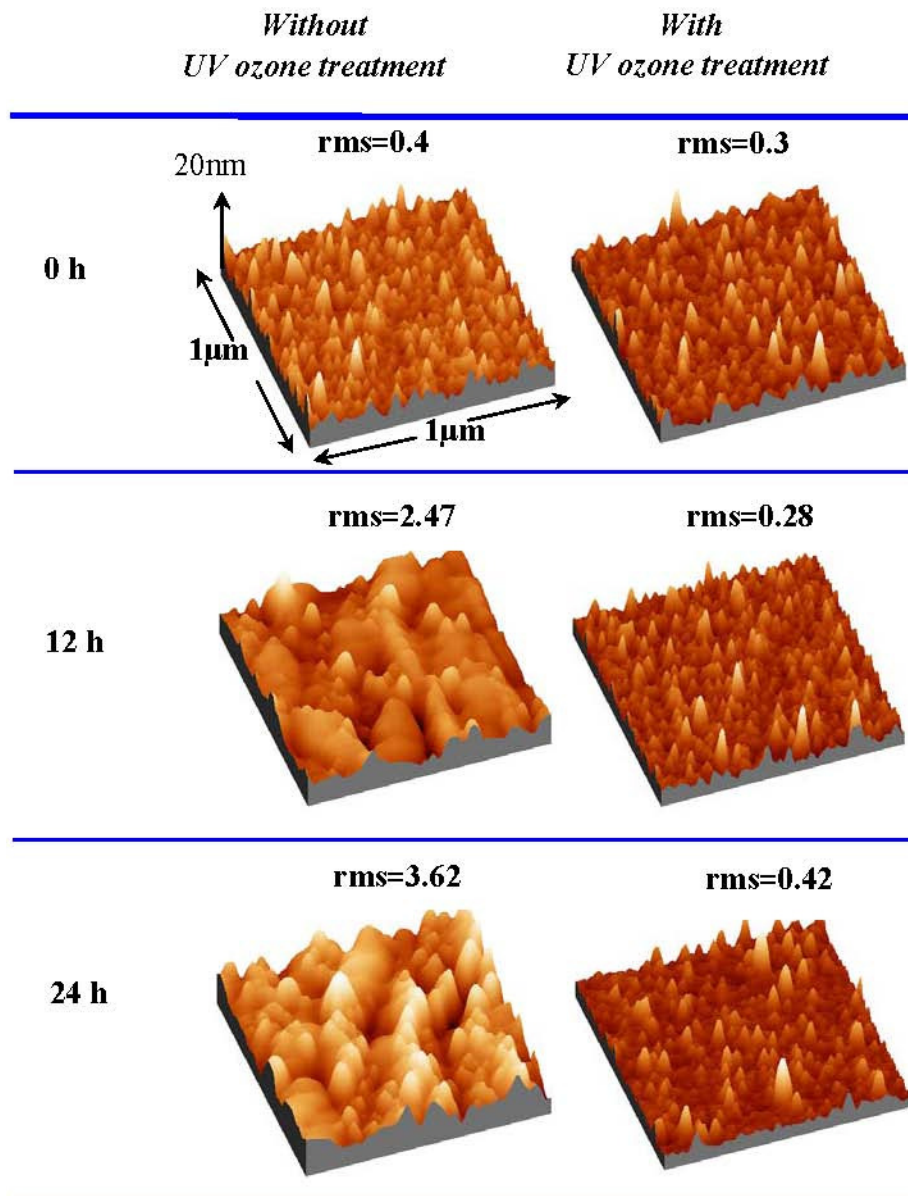 Without
UV ozone treatment
With
UV ozone treatment
rms=0.4
rms=0.3
20nm
0 h
1μm
1μm
rms=2.47
rms=0.28
12 h
rms=3.62
rms=0.42
24 h